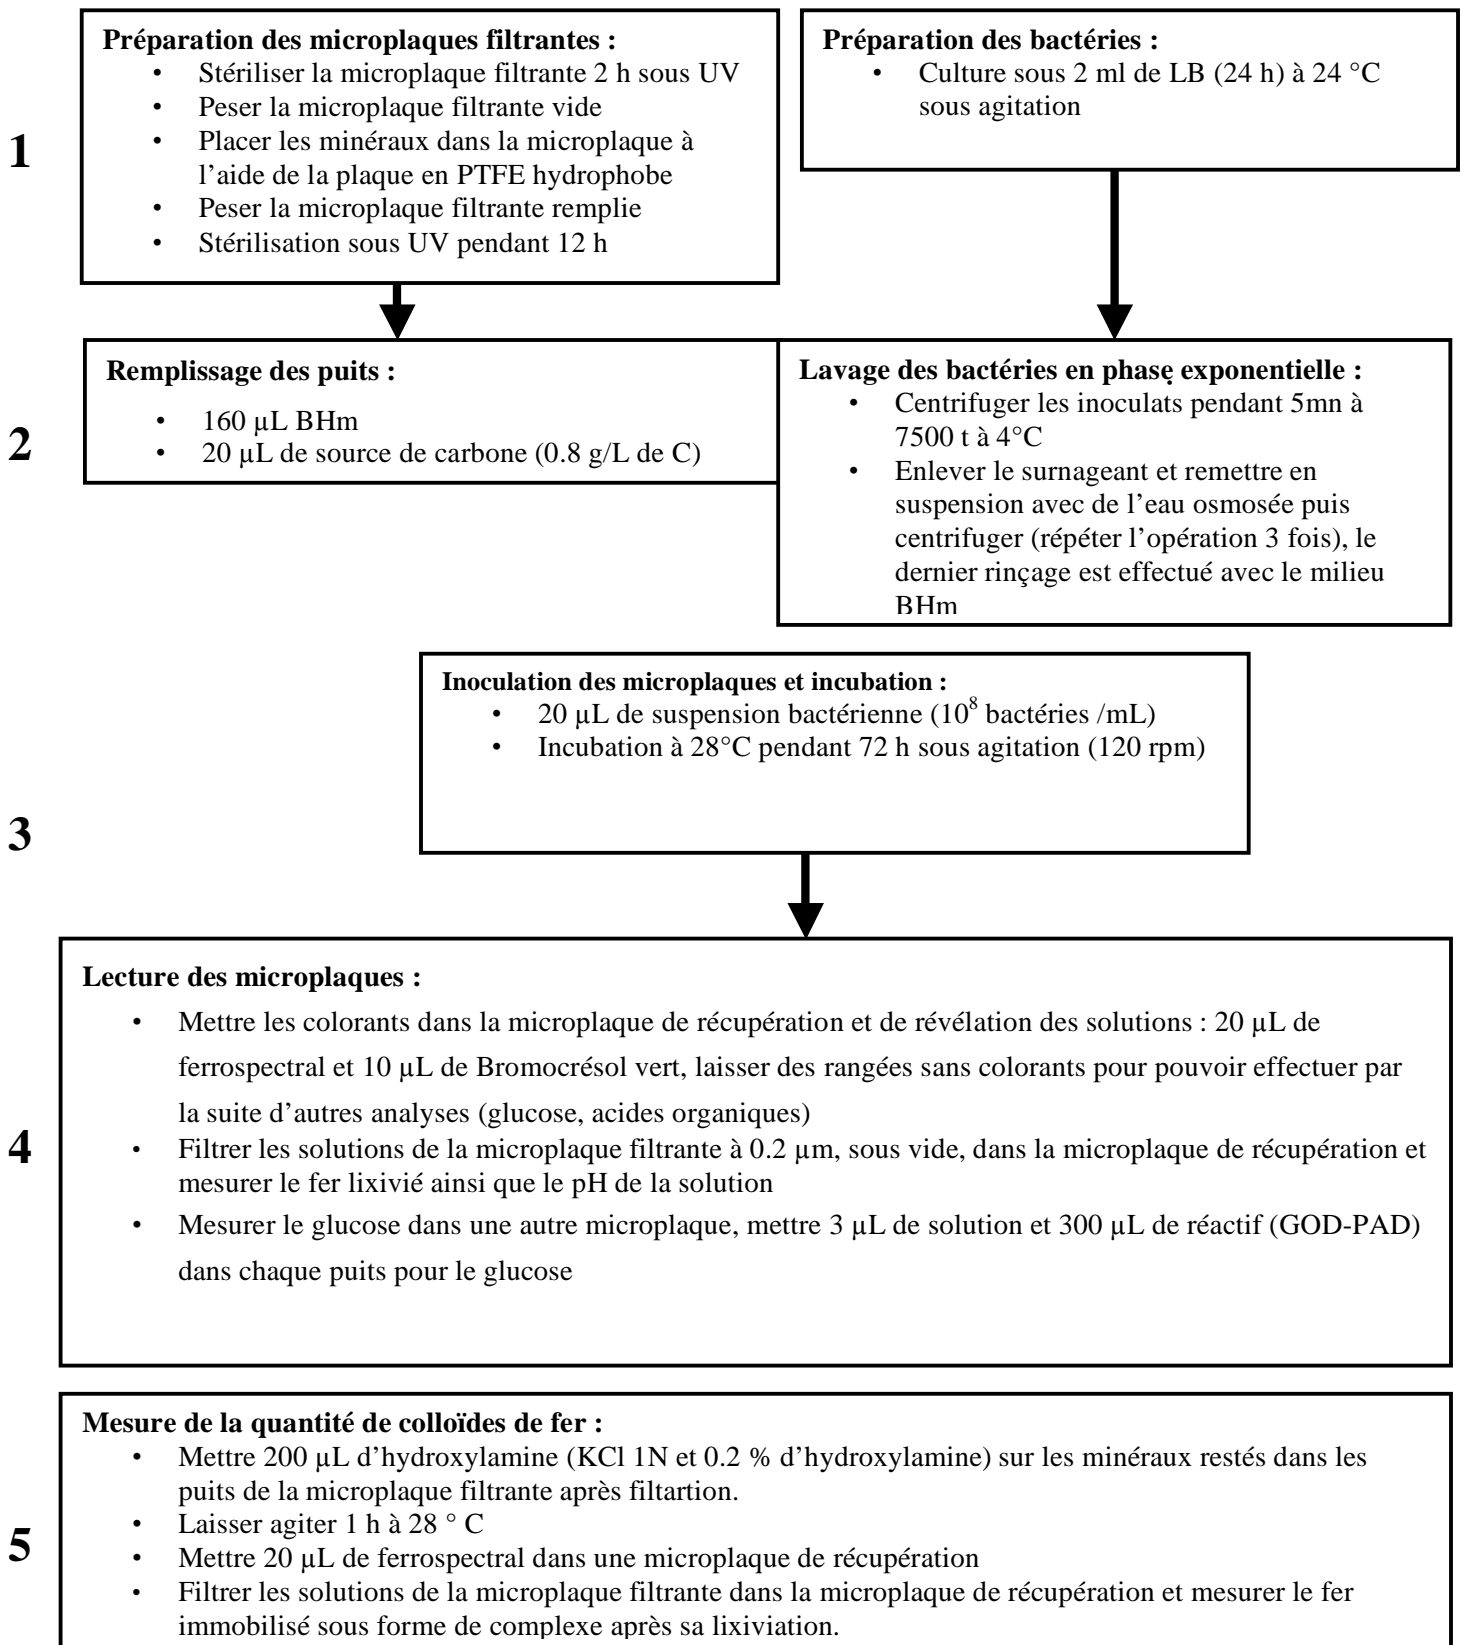 1
Préparation des microplaques filtrantes :
• Stériliser la microplaque filtrante 2 h sous UV
• Peser la microplaque filtrante vide
• Placer les minéraux dans la microplaque à
l’aide de la plaque en PTFE hydrophobe
• Peser la microplaque filtrante remplie
• Stérilisation sous UV pendant 12 h
Préparation des bactéries :
• Culture sous 2 ml de LB (24 h) à 24 °C
sous agitation
2
Remplissage des puits :
• 160 µL BHm
• 20 µL de source de carbone (0.8 g/L de C)
Lavage des bactéries en phase exponentielle :
• Centrifuger les inoculats pendant 5mn à
7500 t à 4°C
• Enlever le surnageant et remettre en
suspension avec de l’eau osmosée puis
centrifuger (répéter l’opération 3 fois), le
dernier rinçage est effectué avec le milieu
BHm
3
Inoculation des microplaques et incubation :
• 20 µL de suspension bactérienne (10⁸ bactéries /mL)
• Incubation à 28°C pendant 72 h sous agitation (120 rpm)
4
Lecture des microplaques :
• Mettre les colorants dans la microplaque de récupération et de révélation des solutions : 20 µL de
ferrospectral et 10 µL de Bromocrésol vert, laisser des rangées sans colorants pour pouvoir effectuer par
la suite d’autres analyses (glucose, acides organiques)
• Filtrer les solutions de la microplaque filtrante à 0.2 µm, sous vide, dans la microplaque de récupération et
mesurer le fer lixivié ainsi que le pH de la solution
• Mesurer le glucose dans une autre microplaque, mettre 3 µL de solution et 300 µL de réactif (GOD-PAD)
dans chaque puits pour le glucose
5
Mesure de la quantité de colloïdes de fer :
• Mettre 200 µL d’hydroxylamine (KCl 1N et 0.2 % d’hydroxylamine) sur les minéraux restés dans les
puits de la microplaque filtrante après filtartion.
• Laisser agiter 1 h à 28 ° C
• Mettre 20 µL de ferrospectral dans une microplaque de récupération
• Filtrer les solutions de la microplaque filtrante dans la microplaque de récupération et mesurer le fer
immobilisé sous forme de complexe après sa lixiviation.